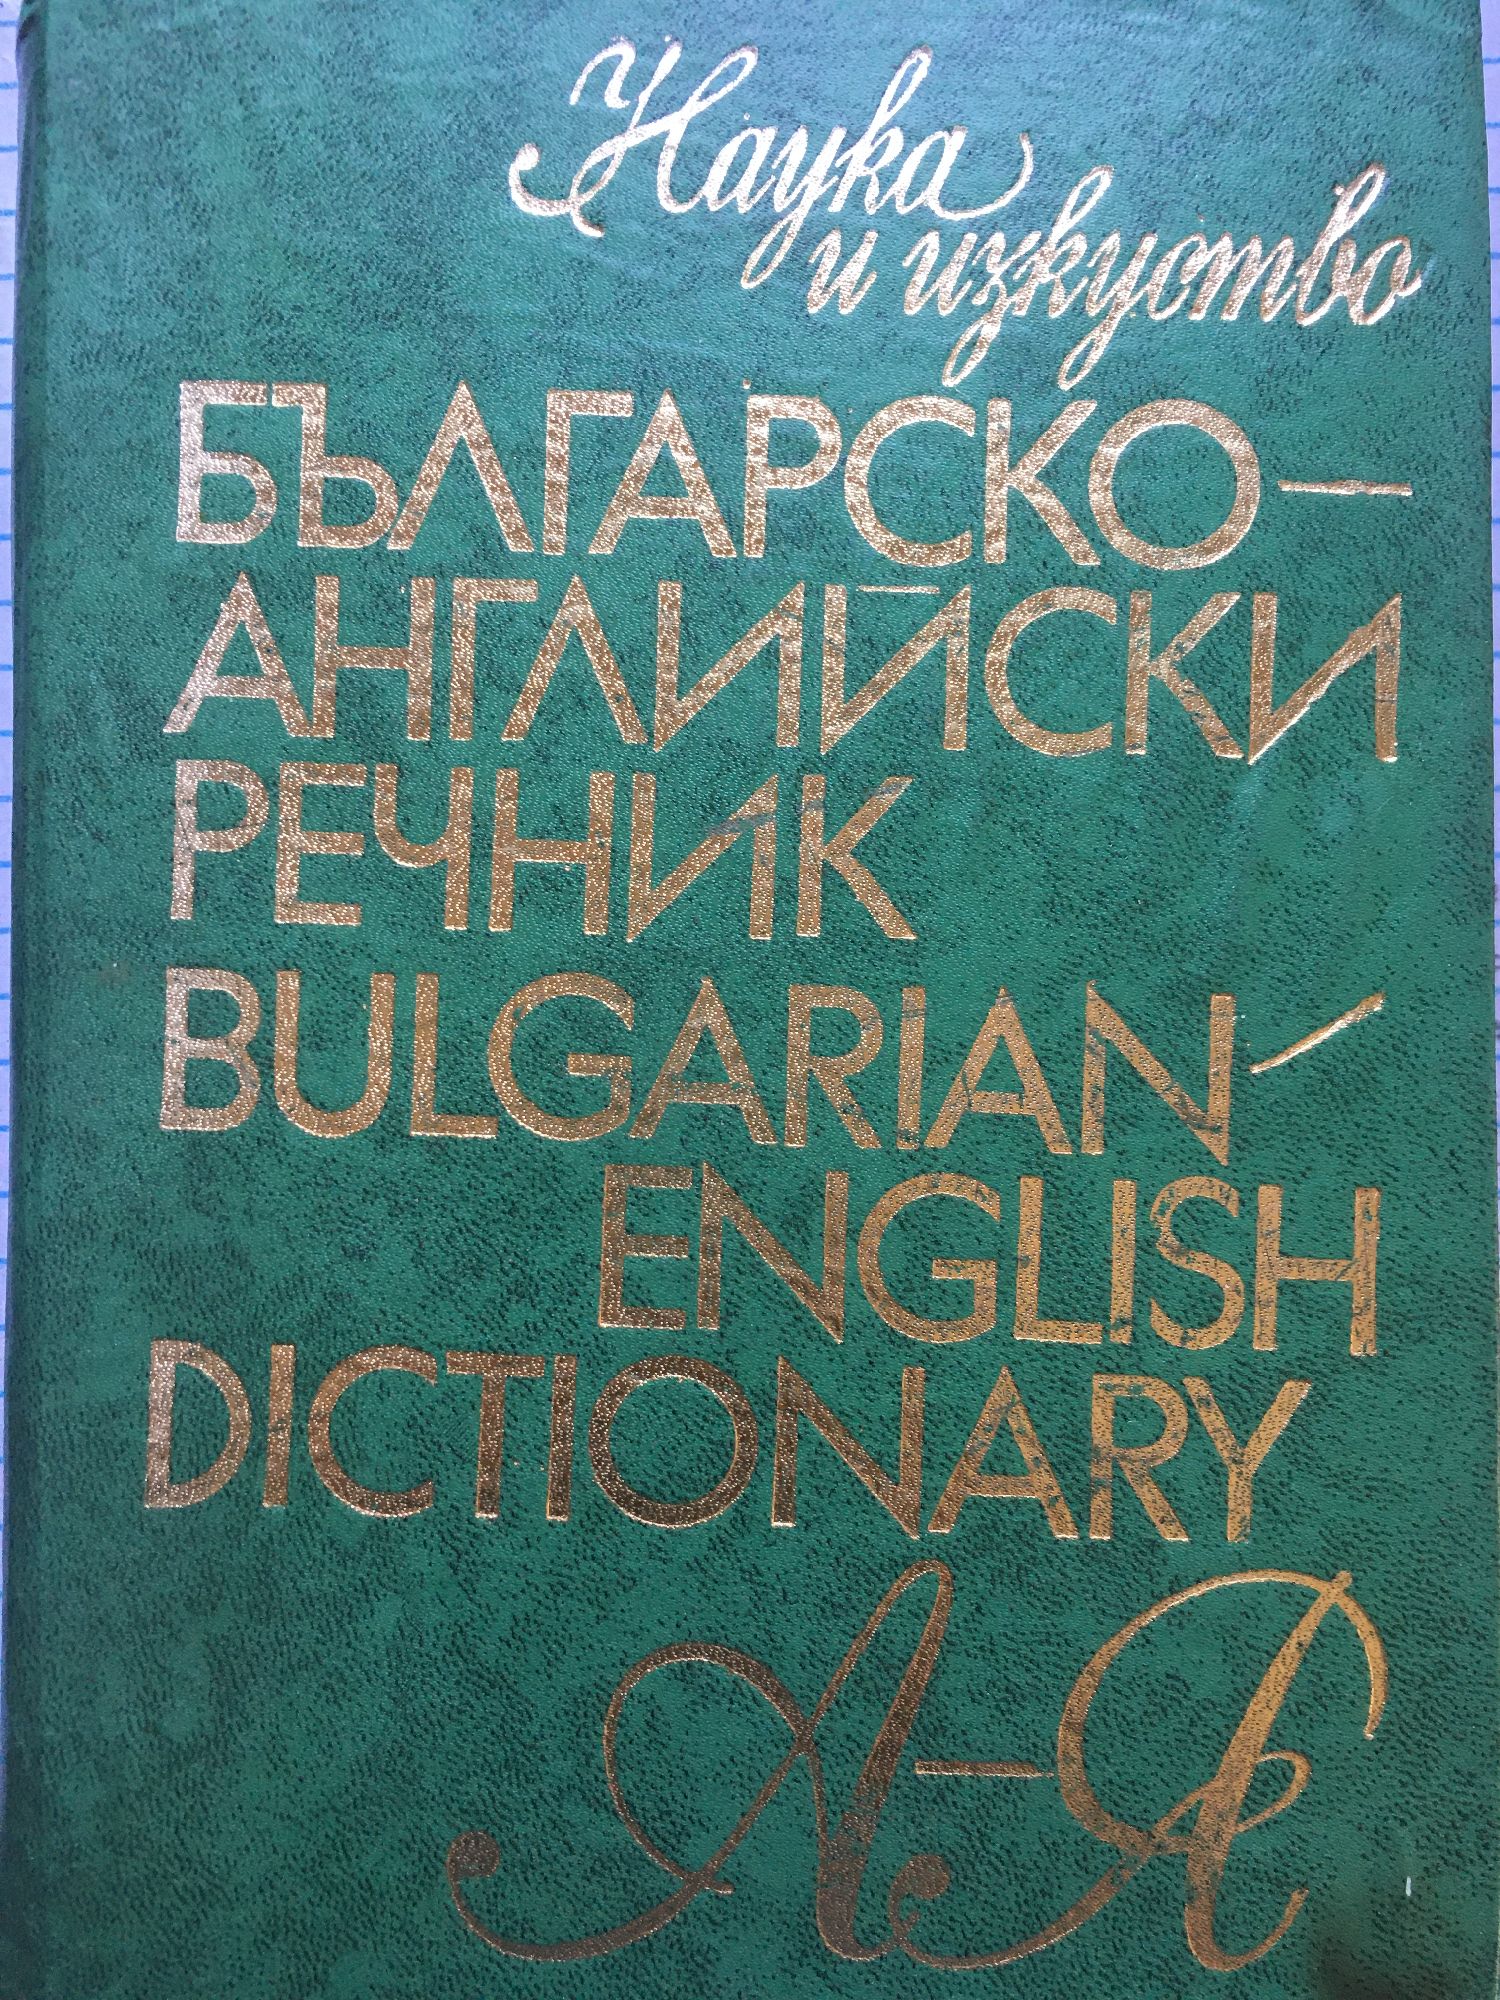 Наука
и изкуство
БЪЛГАРСКО-
АНГЛИЙСКИ
РЕЧНИК
BULGARIAN-
ENGLISH
DICTIONARY
А-Я